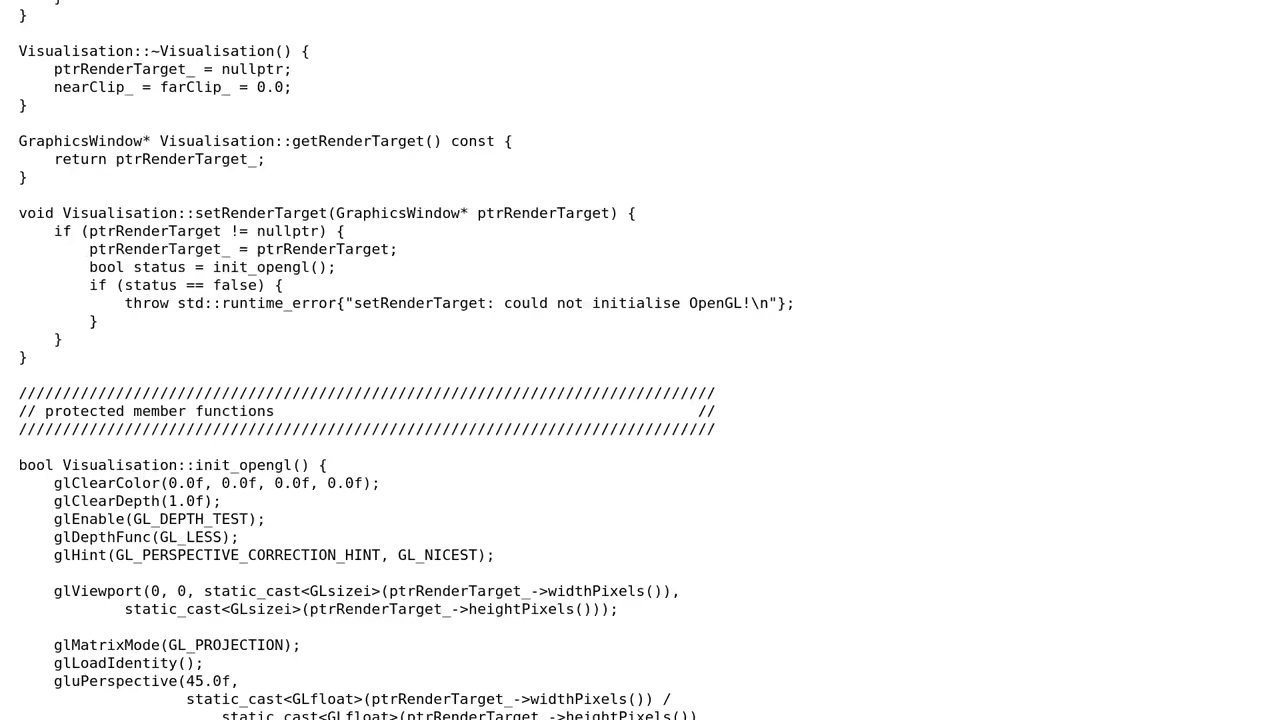 }
Visualisation::~Visualisation() {
    ptrRenderTarget_ = nullptr;
    nearClip_ = farClip_ = 0.0;
}
GraphicsWindow* Visualisation::getRenderTarget() const {
    return ptrRenderTarget_;
}
void Visualisation::setRenderTarget(GraphicsWindow* ptrRenderTarget) {
    if (ptrRenderTarget != nullptr) {
        ptrRenderTarget_ = ptrRenderTarget;
        bool status = init_opengl();
        if (status == false) {
            throw std::runtime_error{"setRenderTarget: could not initialise OpenGL!\n"};
        }
    }
}
///////////////////////////////////////////////////////////////////////////////
// protected member functions                                                //
///////////////////////////////////////////////////////////////////////////////
bool Visualisation::init_opengl() {
    glClearColor(0.0f, 0.0f, 0.0f, 0.0f);
    glClearDepth(1.0f);
    glEnable(GL_DEPTH_TEST);
    glDepthFunc(GL_LESS);
    glHint(GL_PERSPECTIVE_CORRECTION_HINT, GL_NICEST);
    glViewport(0, 0, static_cast<GLsizei>(ptrRenderTarget_->widthPixels()),
            static_cast<GLsizei>(ptrRenderTarget_->heightPixels()));
    glMatrixMode(GL_PROJECTION);
    glLoadIdentity();
    gluPerspective(45.0f,
                   static_cast<GLfloat>(ptrRenderTarget_->widthPixels()) /
                       static_cast<GLfloat>(ptrRenderTarget_->heightPixels())